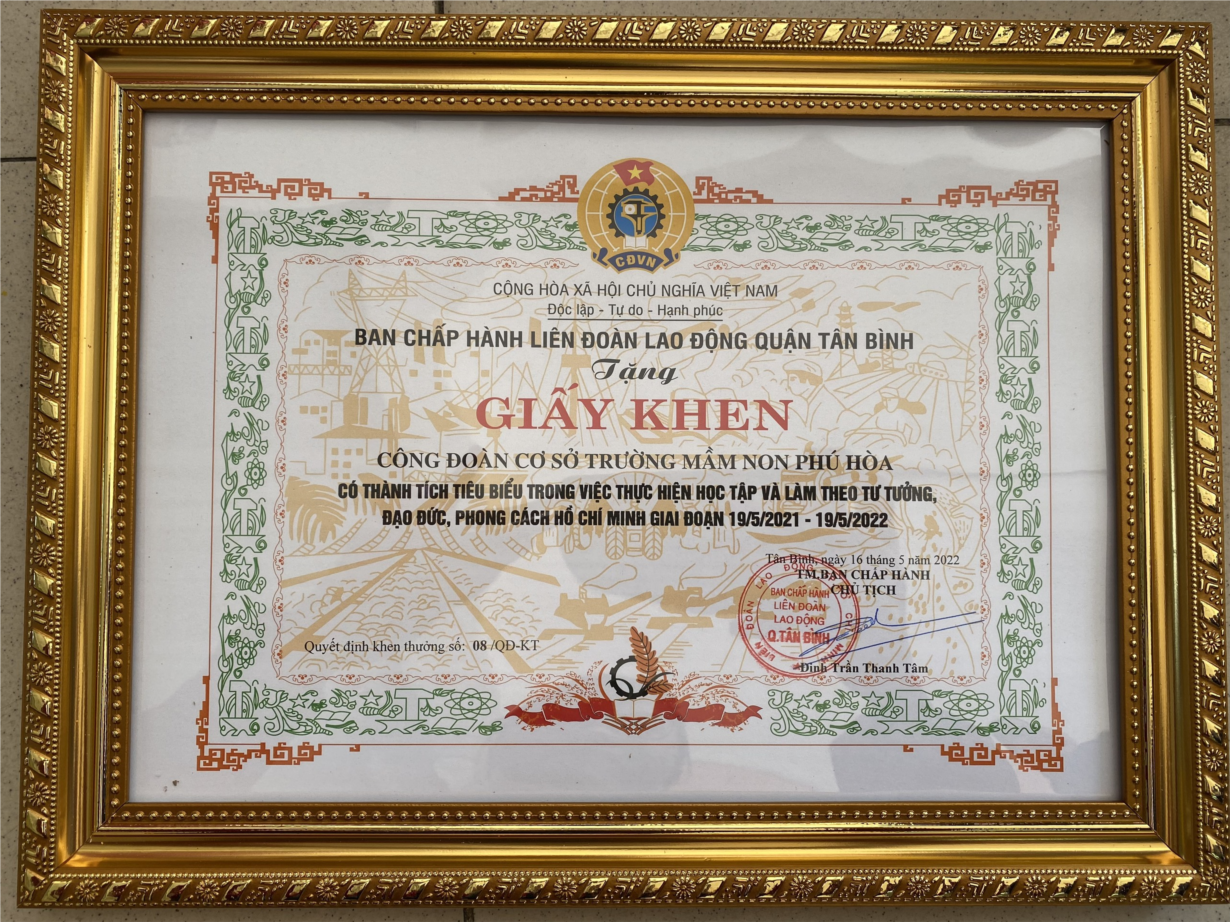 CĐVN
CỘNG HÒA XÃ HỘI CHỦ NGHĨA VIỆT NAM
Độc lập - Tự do - Hạnh phúc
BAN CHẤP HÀNH LIÊN ĐOÀN LAO ĐỘNG QUẬN TÂN BÌNH
Tặng
GIẤY KHEN
CÔNG ĐOÀN CƠ SỞ TRƯỜNG MẦM NON PHÚ HÒA
CÓ THÀNH TÍCH TIÊU BIỂU TRONG VIỆC THỰC HIỆN HỌC TẬP VÀ LÀM THEO TƯ TƯỞNG,
ĐẠO ĐỨC, PHONG CÁCH HỒ CHÍ MINH GIAI ĐOẠN 19/5/2021 - 19/5/2022
Tân Bình, ngày 16 tháng 5 năm 2022
TM.BAN CHẤP HÀNH
CHỦ TỊCH
BAN CHẤP HÀNH
LIÊN ĐOÀN
LAO ĐỘNG
Q.TÂN BÌNH
Quyết định khen thưởng số: 08 /QĐ-KT
Đinh Trần Thanh Tâm